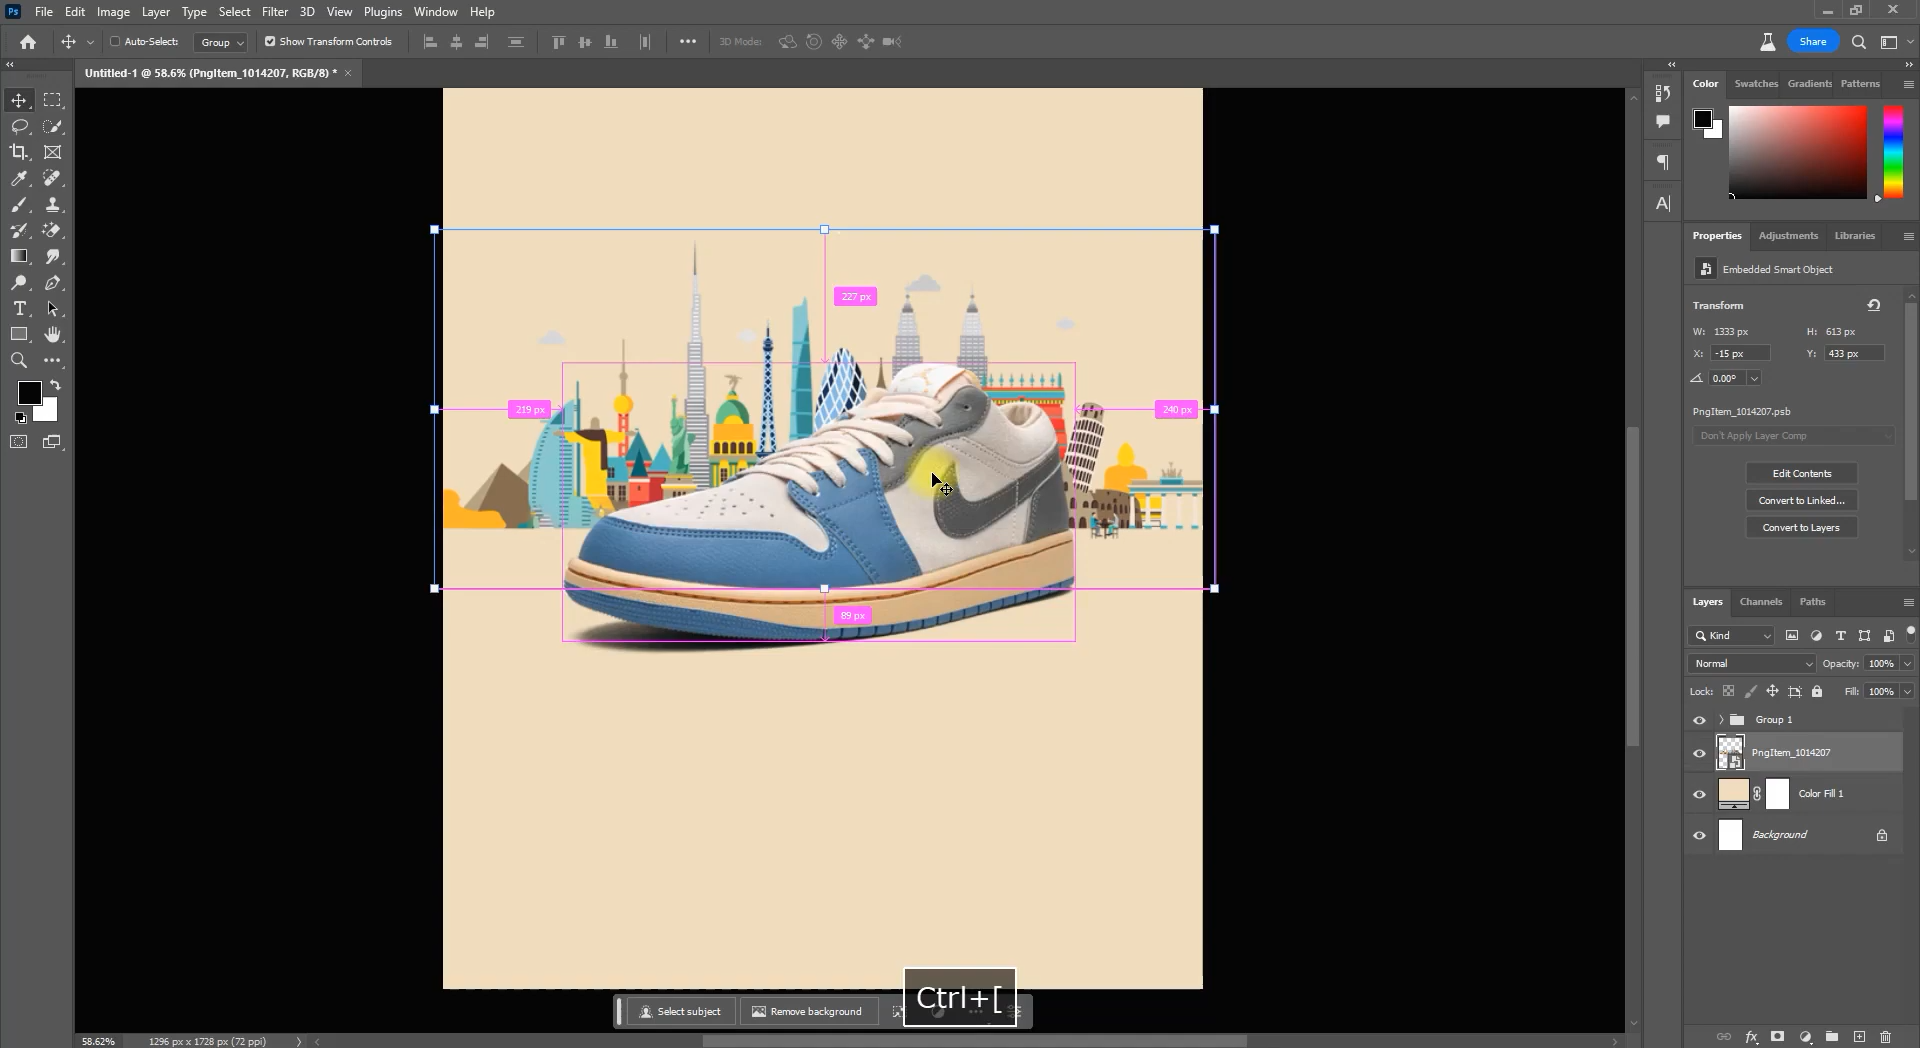 Ps File Edit Image Layer Type Select Filter 3D View Plugins Window Help
Auto-Select: Group Show Transform Controls 3D Mode: Share
Untitled-1 @ 58.6% (PngItem_1014207, RGB/8) * ×
Color Swatches Gradients Patterns
Properties Adjustments Libraries
Embedded Smart Object
Transform
W: 1333 px H: 613 px
X: -15 px Y: 433 px
0.00°
PngItem_1014207.psb
Don't Apply Layer Comp
Edit Contents
Convert to Linked...
Convert to Layers
227 px
219 px
240 px
89 px
Layers Channels Paths
Kind
Normal Opacity: 100%
Lock: Fill: 100%
Group 1
PngItem_1014207
Color Fill 1
Background
Select subject Remove background
Ctrl+[
58.62% 1296 px x 1728 px (72 ppi)